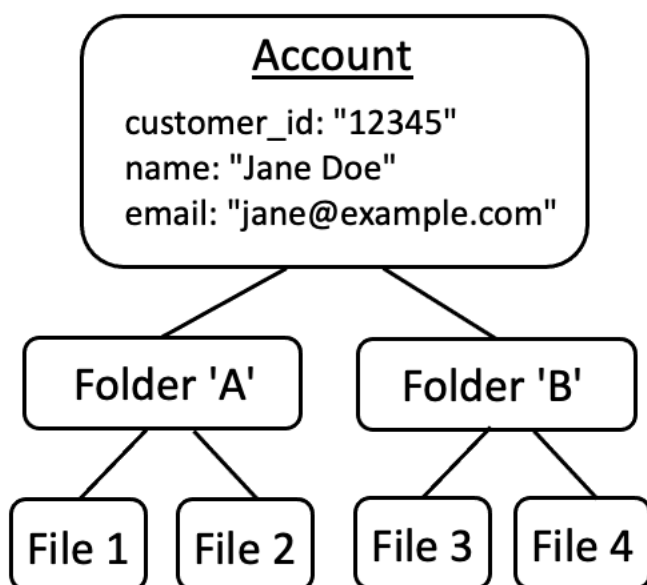 Account
customer_id: "12345"
name: "Jane Doe"
email: "jane@example.com"
Folder 'A'
Folder 'B'
File 1
File 2
File 3
File 4